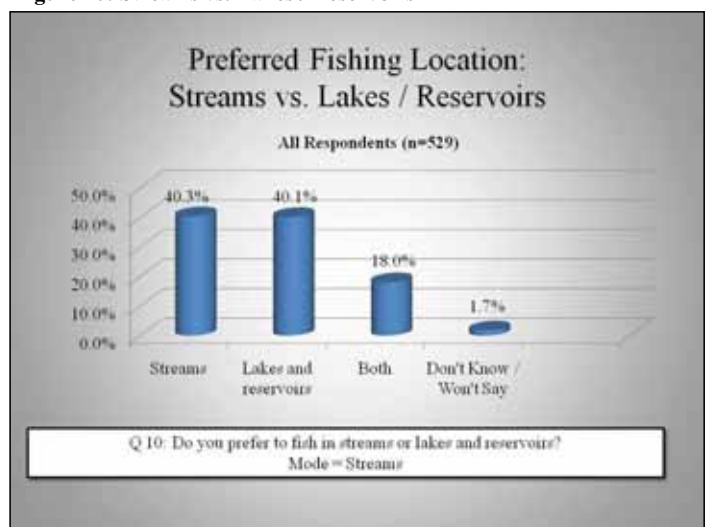 Preferred Fishing Location:
Streams vs. Lakes / Reservoirs
All Respondents (n=529)
50.0%
40.0%
30.0%
20.0%
10.0%
0.0%
40.3%
40.1%
18.0%
1.7%
Streams
Lakes and
reservoirs
Both
Don't Know /
Won't Say
Q 10: Do you prefer to fish in streams or lakes and reservoirs?
Mode = Streams